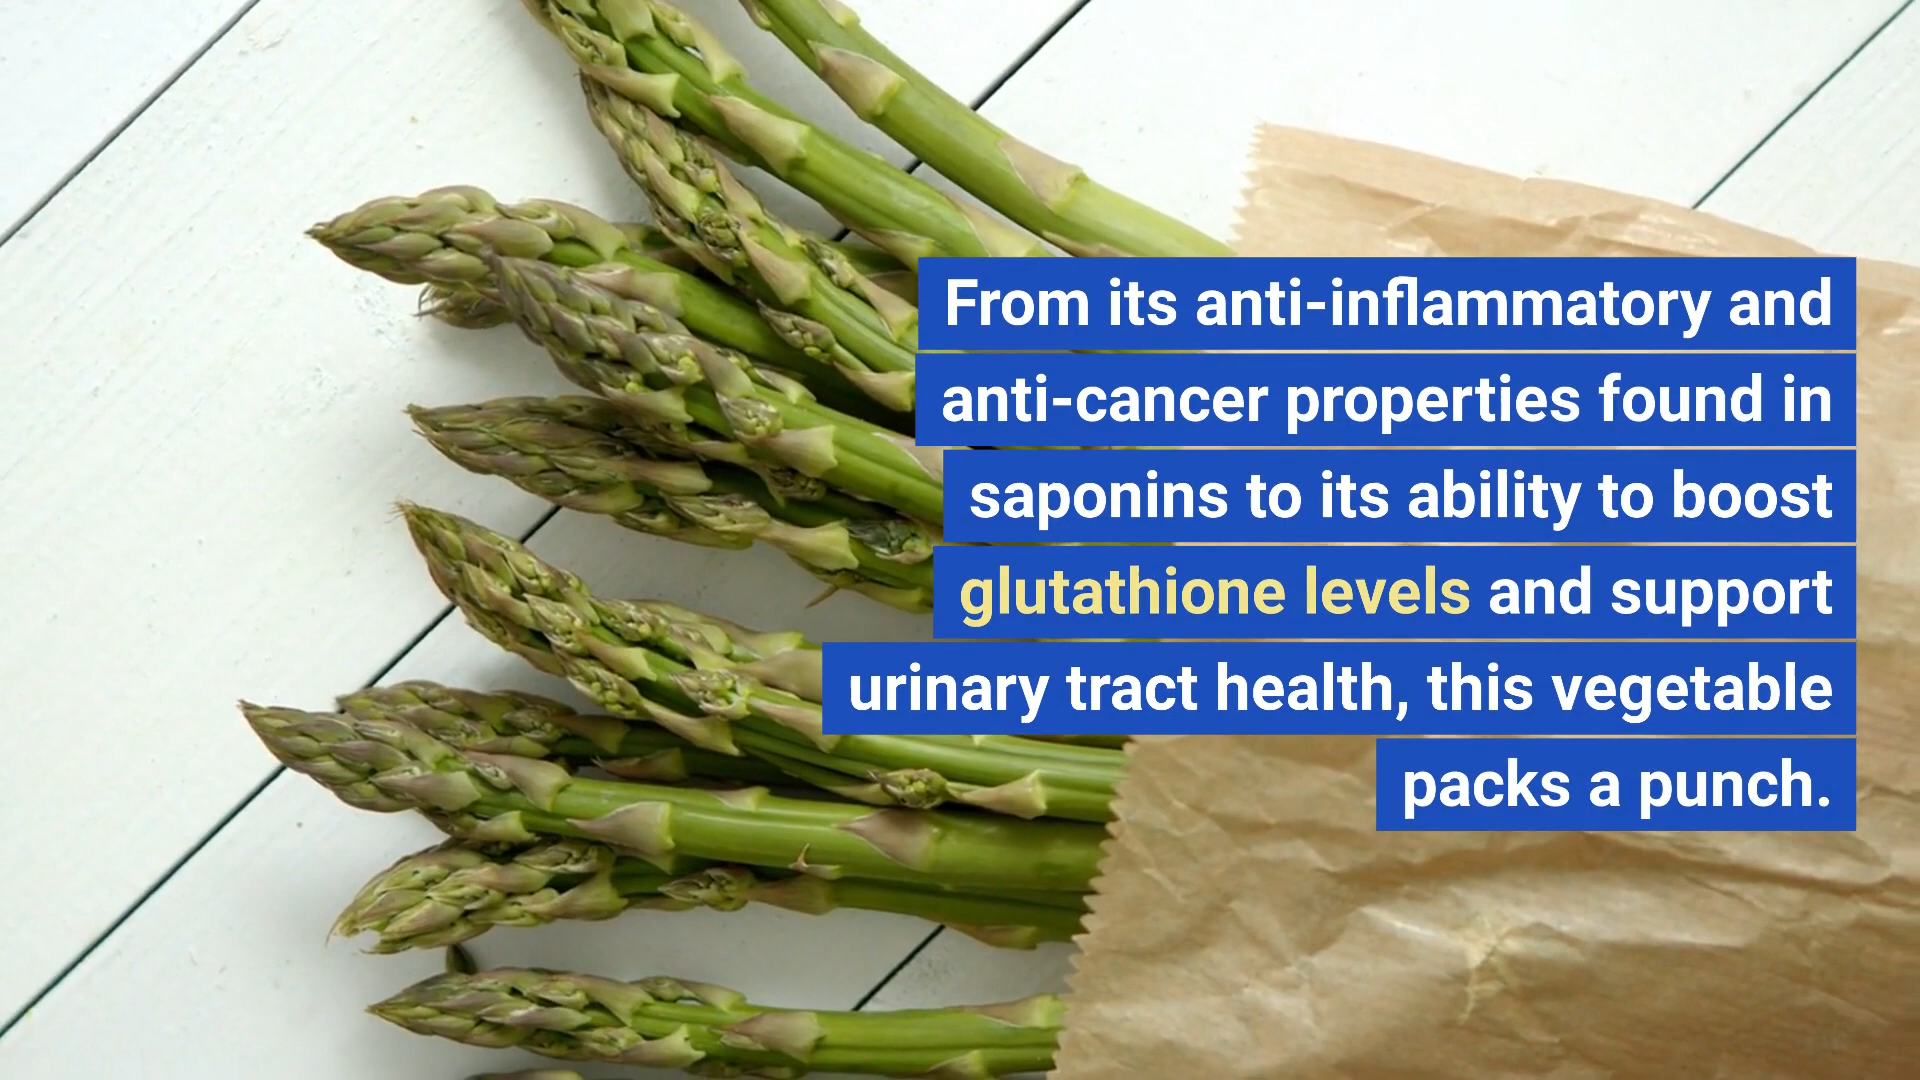 From its anti-inflammatory and
anti-cancer properties found in
saponins to its ability to boost
glutathione levels and support
urinary tract health, this vegetable
packs a punch.